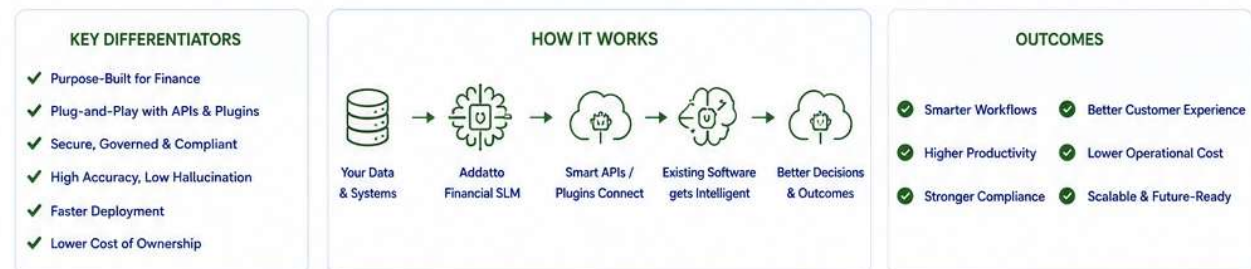 KEY DIFFERENTIATORS
Purpose-Built for Finance
Plug-and-Play with APIs & Plugins
Secure, Governed & Compliant
High Accuracy, Low Hallucination
Faster Deployment
Lower Cost of Ownership
HOW IT WORKS
Your Data
& Systems
Addatto
Financial SLM
Smart APIs /
Plugins Connect
Existing Software
gets Intelligent
Better Decisions
& Outcomes
OUTCOMES
Smarter Workflows
Better Customer Experience
Higher Productivity
Lower Operational Cost
Stronger Compliance
Scalable & Future-Ready